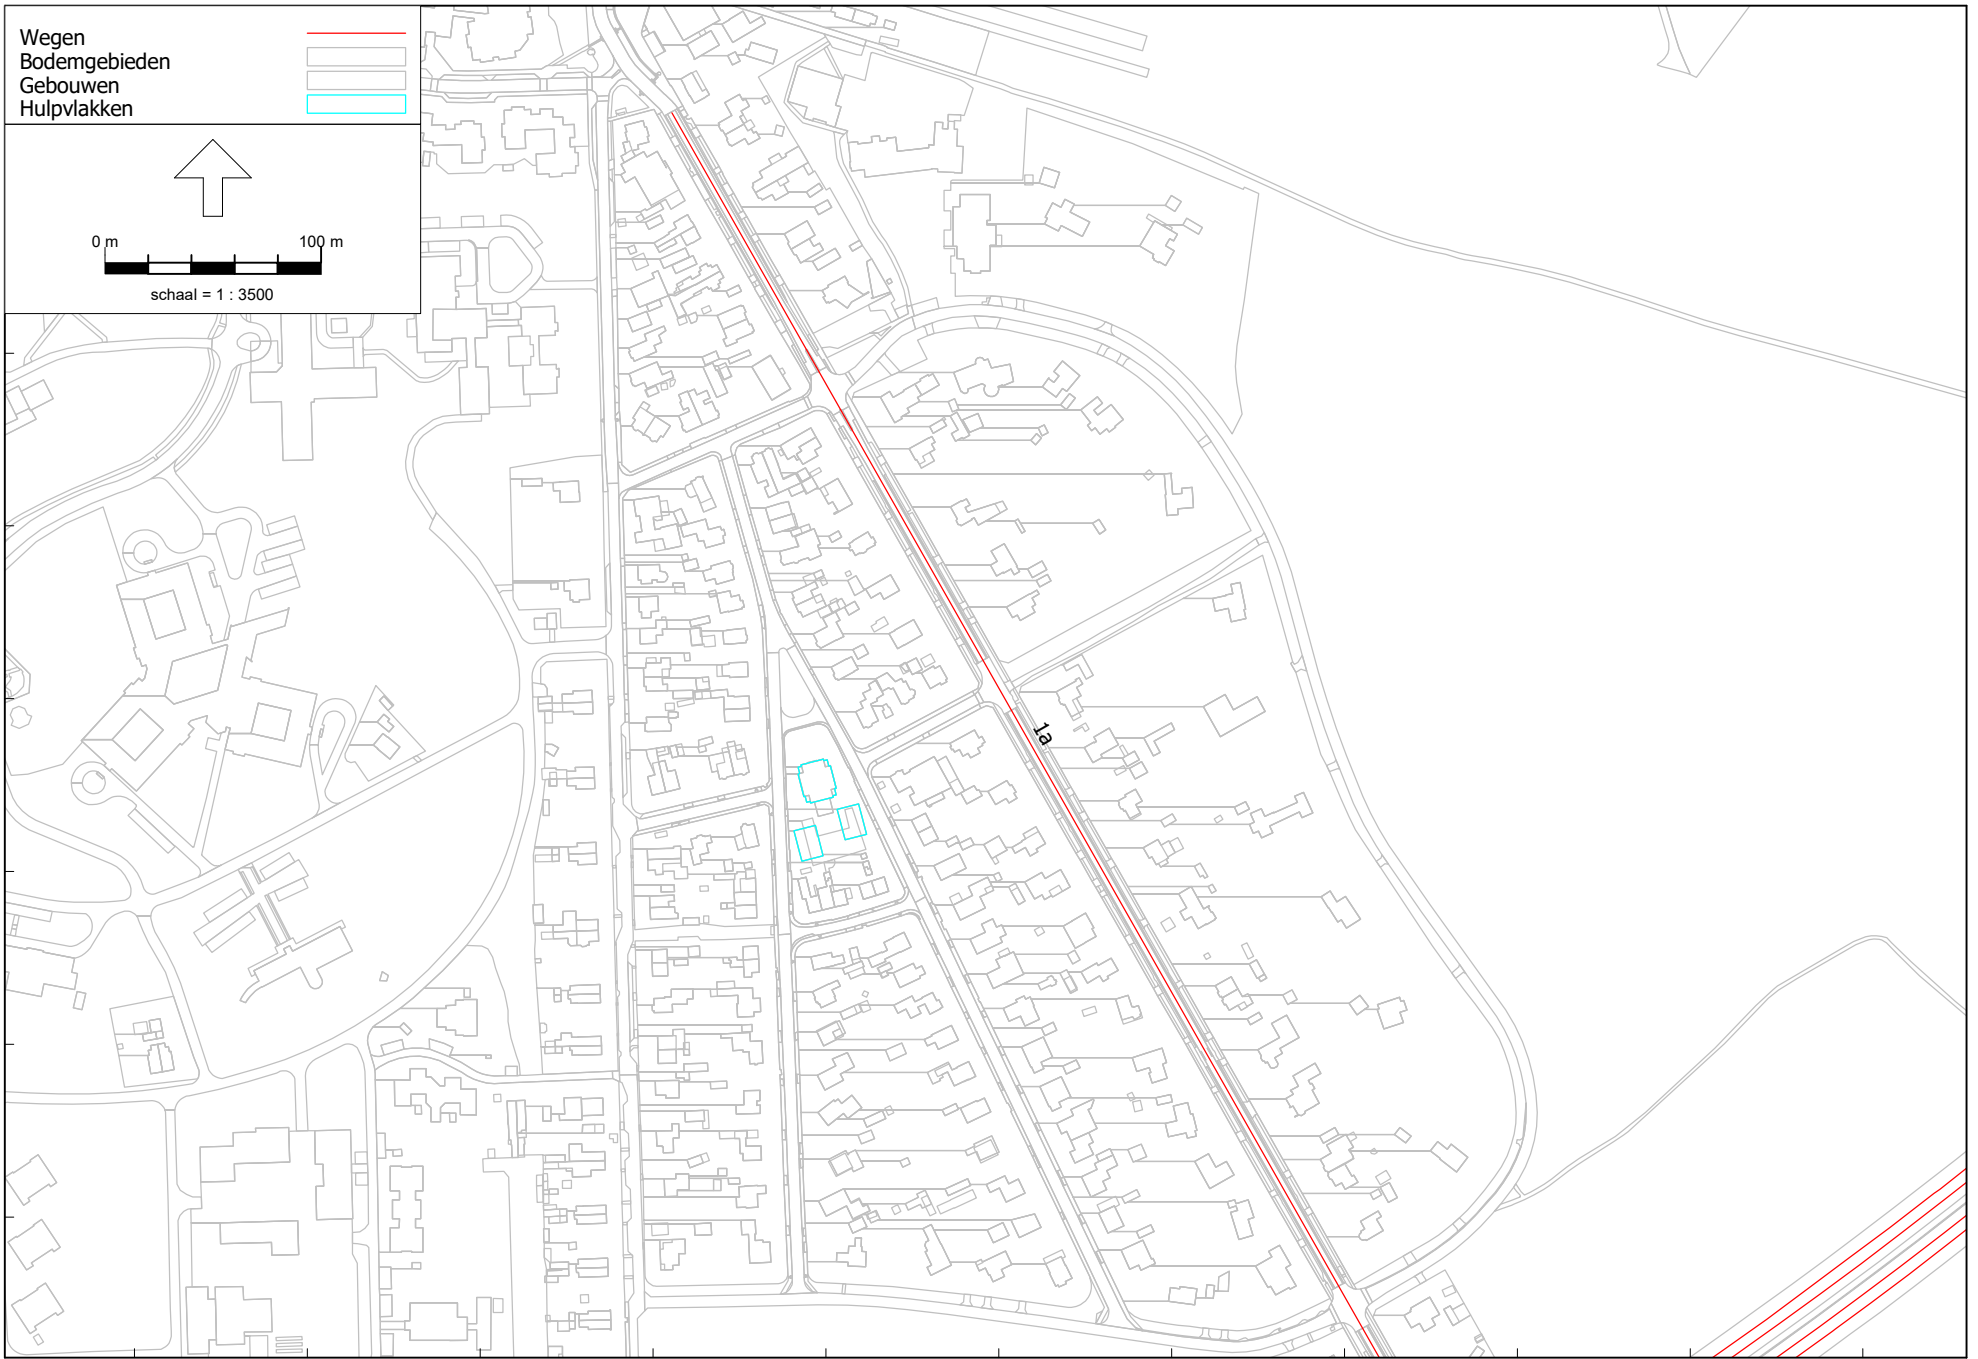 Wegen
Bodemgebieden
Gebouwen
Hulpvlakken
0 m 100 m
schaal = 1 : 3500
1a